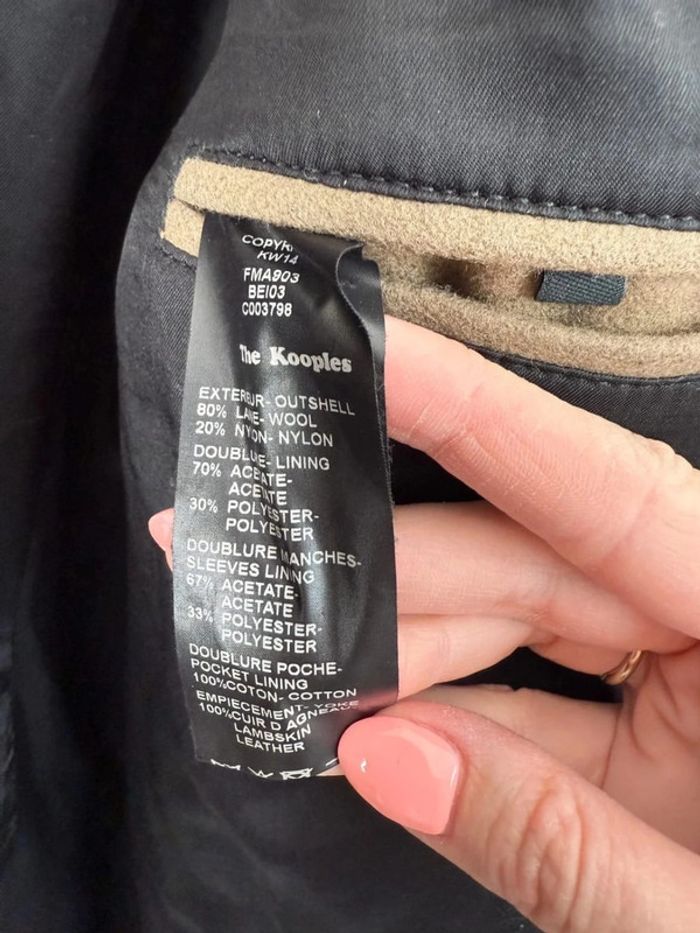 KW14
FMA903
BEI03
C003798
The Kooples
EXTERIEUR- OUTSHELL
80% LAINE- WOOL
20% NYLON- NYLON
DOUBLURE- LINING
70% ACETATE-
ACETATE
30% POLYESTER-
POLYESTER
DOUBLURE MANCHES-
SLEEVES LINING
67% ACETATE-
ACETATE
33% POLYESTER-
POLYESTER
DOUBLURE POCHE-
POCKET LINING
100%COTON- COTTON
EMPIECEMENT- YOKE
100%CUIR D AGNEAU-
LAMBSKIN
LEATHER